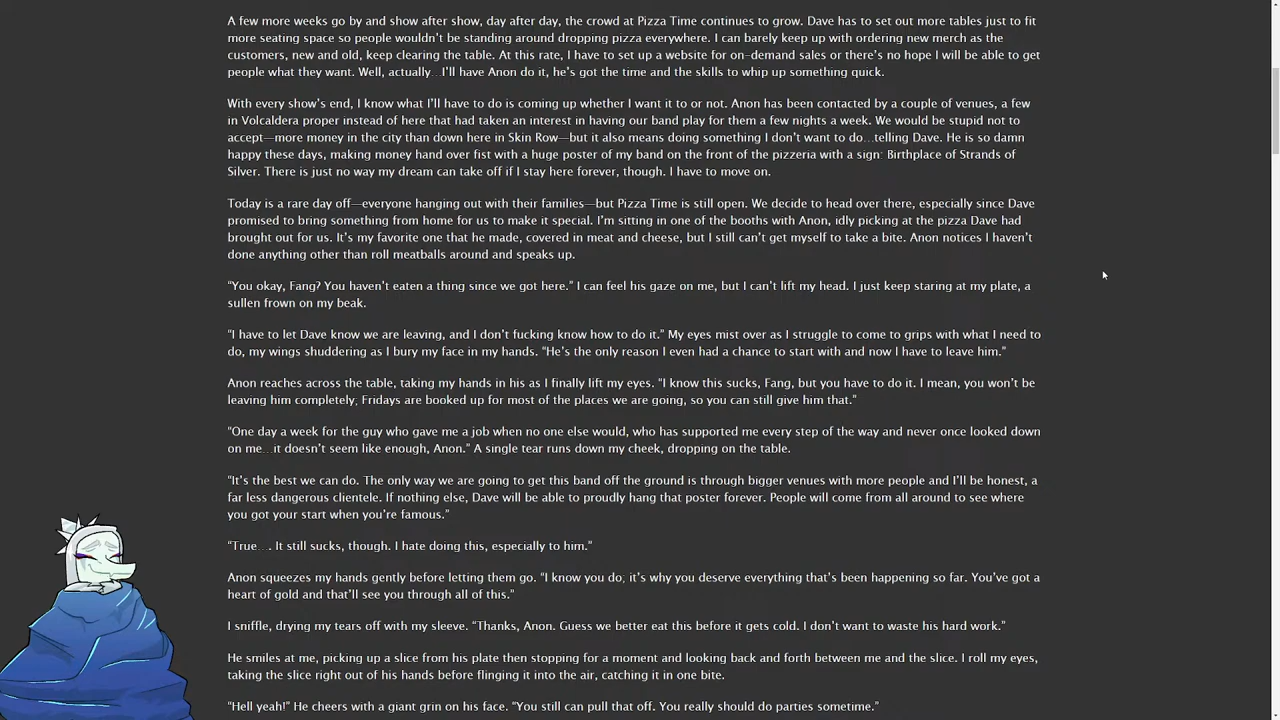 A few more weeks go by and show after show, day after day, the crowd at Pizza Time continues to grow. Dave has to set out more tables just to fit
more seating space so people wouldn't be standing around dropping pizza everywhere. I can barely keep up with ordering new merch as the
customers, new and old, keep clearing the table. At this rate, I have to set up a website for on-demand sales or there's no hope I will be able to get
people what they want. Well, actually…I'll have Anon do it, he's got the time and the skills to whip up something quick.
With every show's end, I know what I'll have to do is coming up whether I want it to or not. Anon has been contacted by a couple of venues, a few
in Volcaldera proper instead of here that had taken an interest in having our band play for them a few nights a week. We would be stupid not to
accept—more money in the city than down here in Skin Row—but it also means doing something I don't want to do…telling Dave. He is so damn
happy these days, making money hand over fist with a huge poster of my band on the front of the pizzeria with a sign: Birthplace of Strands of
Silver. There is just no way my dream can take off if I stay here forever, though. I have to move on.
Today is a rare day off—everyone hanging out with their families—but Pizza Time is still open. We decide to head over there, especially since Dave
promised to bring something from home for us to make it special. I'm sitting in one of the booths with Anon, idly picking at the pizza Dave had
brought out for us. It's my favorite one that he made, covered in meat and cheese, but I still can't get myself to take a bite. Anon notices I haven't
done anything other than roll meatballs around and speaks up.
"You okay, Fang? You haven't eaten a thing since we got here." I can feel his gaze on me, but I can't lift my head. I just keep staring at my plate, a
sullen frown on my beak.
"I have to let Dave know we are leaving, and I don't fucking know how to do it." My eyes mist over as I struggle to come to grips with what I need to
do, my wings shuddering as I bury my face in my hands. "He's the only reason I even had a chance to start with and now I have to leave him."
Anon reaches across the table, taking my hands in his as I finally lift my eyes. "I know this sucks, Fang, but you have to do it. I mean, you won't be
leaving him completely; Fridays are booked up for most of the places we are going, so you can still give him that."
"One day a week for the guy who gave me a job when no one else would, who has supported me every step of the way and never once looked down
on me…it doesn't seem like enough, Anon." A single tear runs down my cheek, dropping on the table.
"It's the best we can do. The only way we are going to get this band off the ground is through bigger venues with more people and I'll be honest, a
far less dangerous clientele. If nothing else, Dave will be able to proudly hang that poster forever. People will come from all around to see where
you got your start when you're famous."
"True…. It still sucks, though. I hate doing this, especially to him."
Anon squeezes my hands gently before letting them go. "I know you do; it's why you deserve everything that's been happening so far. You've got a
heart of gold and that'll see you through all of this."
I sniffle, drying my tears off with my sleeve. "Thanks, Anon. Guess we better eat this before it gets cold. I don't want to waste his hard work."
He smiles at me, picking up a slice from his plate then stopping for a moment and looking back and forth between me and the slice. I roll my eyes,
taking the slice right out of his hands before flinging it into the air, catching it in one bite.
"Hell yeah!" He cheers with a giant grin on his face. "You still can pull that off. You really should do parties sometime."